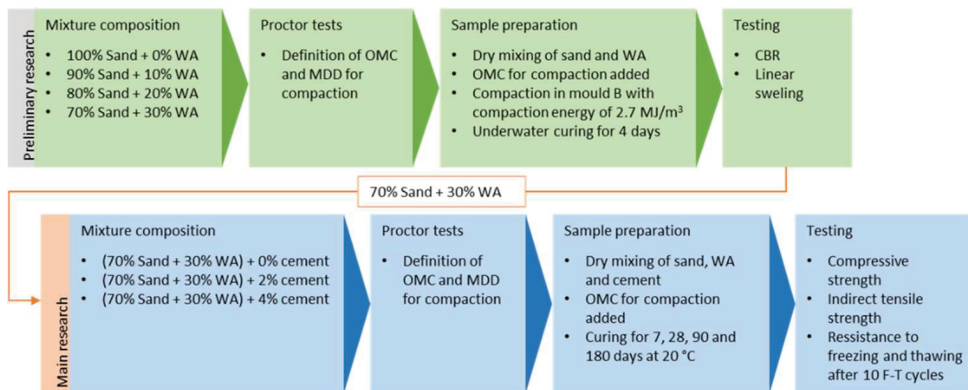 Preliminary research
Mixture composition
• 100% Sand + 0% WA
• 90% Sand + 10% WA
• 80% Sand + 20% WA
• 70% Sand + 30% WA
Proctor tests
• Definition of OMC
and MDD for
compaction
Sample preparation
• Dry mixing of sand and WA
• OMC for compaction added
• Compaction in mould B with
compaction energy of 2.7 MJ/m³
• Underwater curing for 4 days
Testing
• CBR
• Linear
sweling
70% Sand + 30% WA
Main research
Mixture composition
• (70% Sand + 30% WA) + 0% cement
• (70% Sand + 30% WA) + 2% cement
• (70% Sand + 30% WA) + 4% cement
Proctor tests
• Definition of
OMC and MDD
for compaction
Sample preparation
• Dry mixing of sand, WA
and cement
• OMC for compaction
added
• Curing for 7, 28, 90 and
180 days at 20 °C
Testing
• Compressive
strength
• Indirect tensile
strength
• Ressistance to
freezing and thawing
after 10 F-T cycles